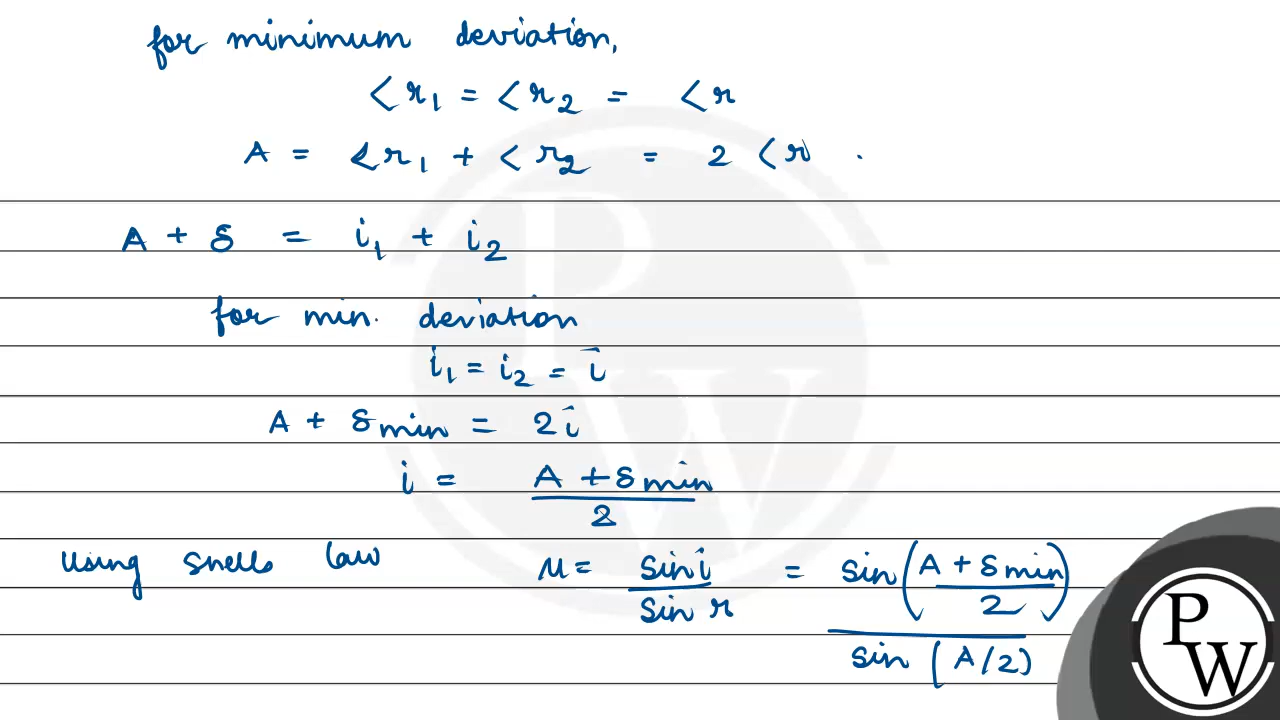 for minimum deviation,
<r₁ = <r₂ = <r
A = <r₁ + <r₂ = 2 <r .
A + δ = i₁ + i₂
for min. deviation
i₁ = i₂ = i
A + δmin = 2i
i = (A + δmin)/2
using snells law μ = sin i / sin r = sin(A + δmin / 2) / sin (A/2)
PW
PW